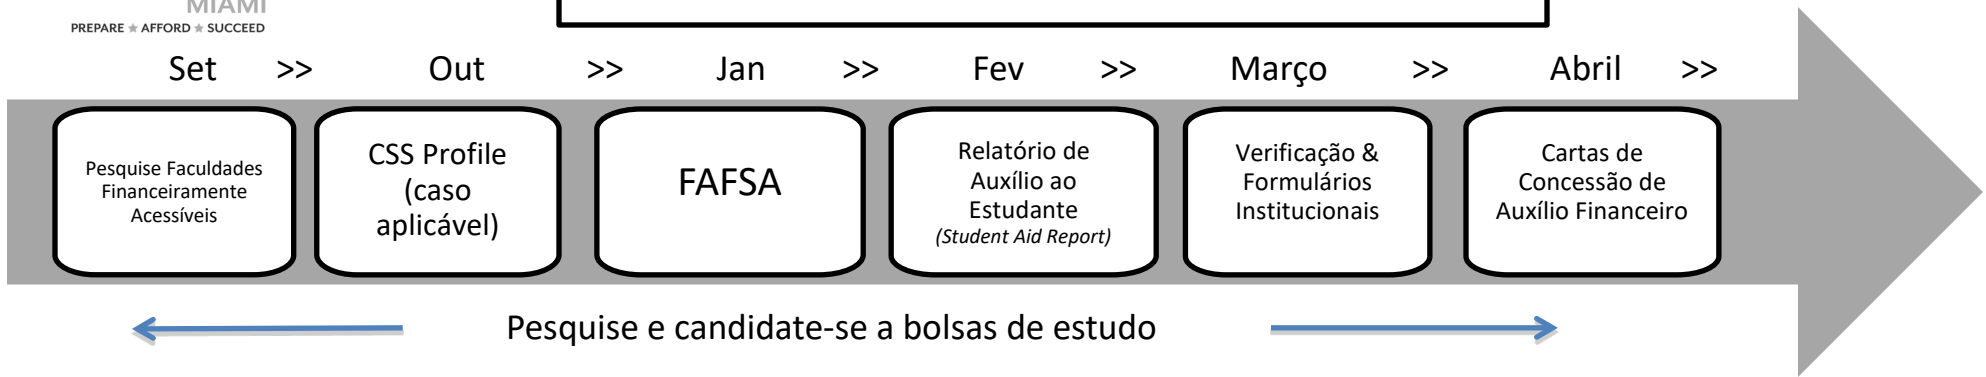 MIAMI
PREPARE ★ AFFORD ★ SUCCEED
Set >> Out >> Jan >> Fev >> Março >> Abril >>
Pesquise Faculdades
Financeiramente
Acessíveis
CSS Profile
(caso
aplicável)
FAFSA
Relatório de
Auxílio ao
Estudante
(Student Aid Report)
Verificação &
Formulários
Institucionais
Cartas de
Concessão de
Auxílio Financeiro
Pesquise e candidate-se a bolsas de estudo